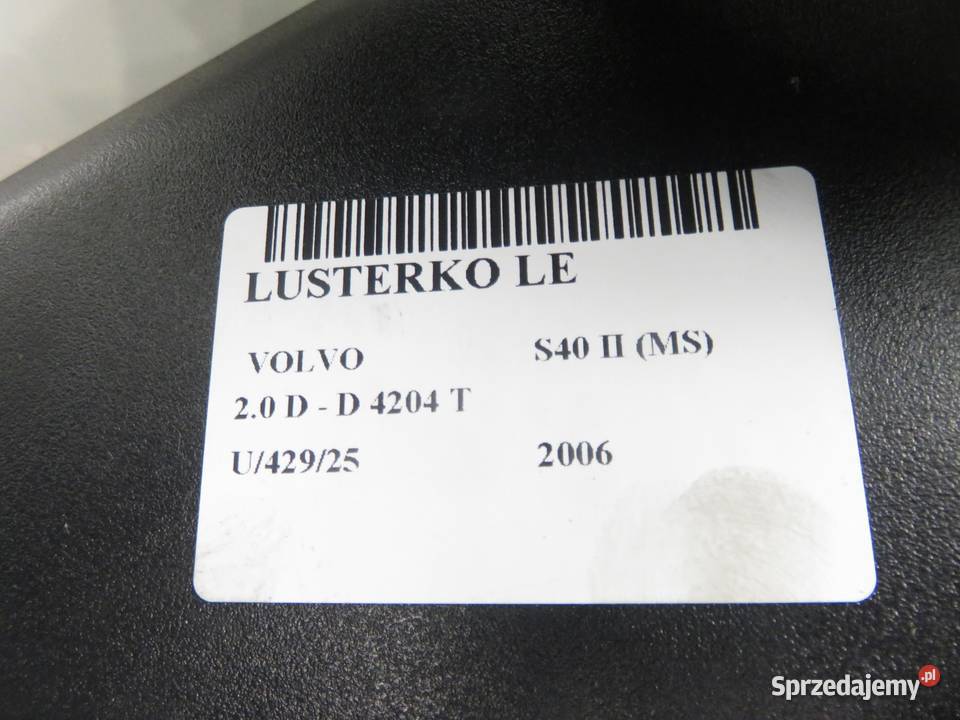 LUSTERKO LE
VOLVO S40 II (MS)
2.0 D - D 4204 T
U/429/25 2006
Sprzedajemy.pl